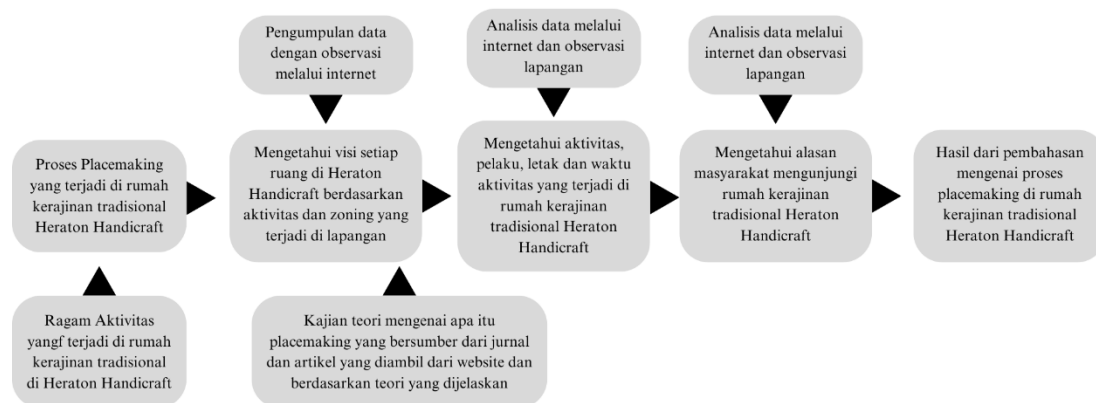 Pengumpulan data
dengan observasi
melalui internet
Analisis data melalui
internet dan observasi
lapangan
Analisis data melalui
internet dan observasi
lapangan
Proses Placemaking
yang terjadi di rumah
kerajinan tradisional
Heraton Handicraft
Mengetahui visi setiap
ruang di Heraton
Handicraft berdasarkan
aktivitas dan zoning yang
terjadi di lapangan
Mengetahui aktivitas,
pelaku, letak dan waktu
aktivitas yang terjadi di
rumah kerajinan
tradisional Heraton
Handicraft
Mengetahui alasan
masyarakat mengunjungi
rumah kerajinan
tradisional Heraton
Handicraft
Hasil dari pembahasan
mengenai proses
placemaking di rumah
kerajinan tradisional
Heraton Handicraft
Ragam Aktivitas
yangf terjadi di rumah
kerajinan tradisional
di Heraton Handicraft
Kajian teori mengenai apa itu
placemaking yang bersumber dari jurnal
dan artikel yang diambil dari website dan
berdasarkan teori yang dijelaskan